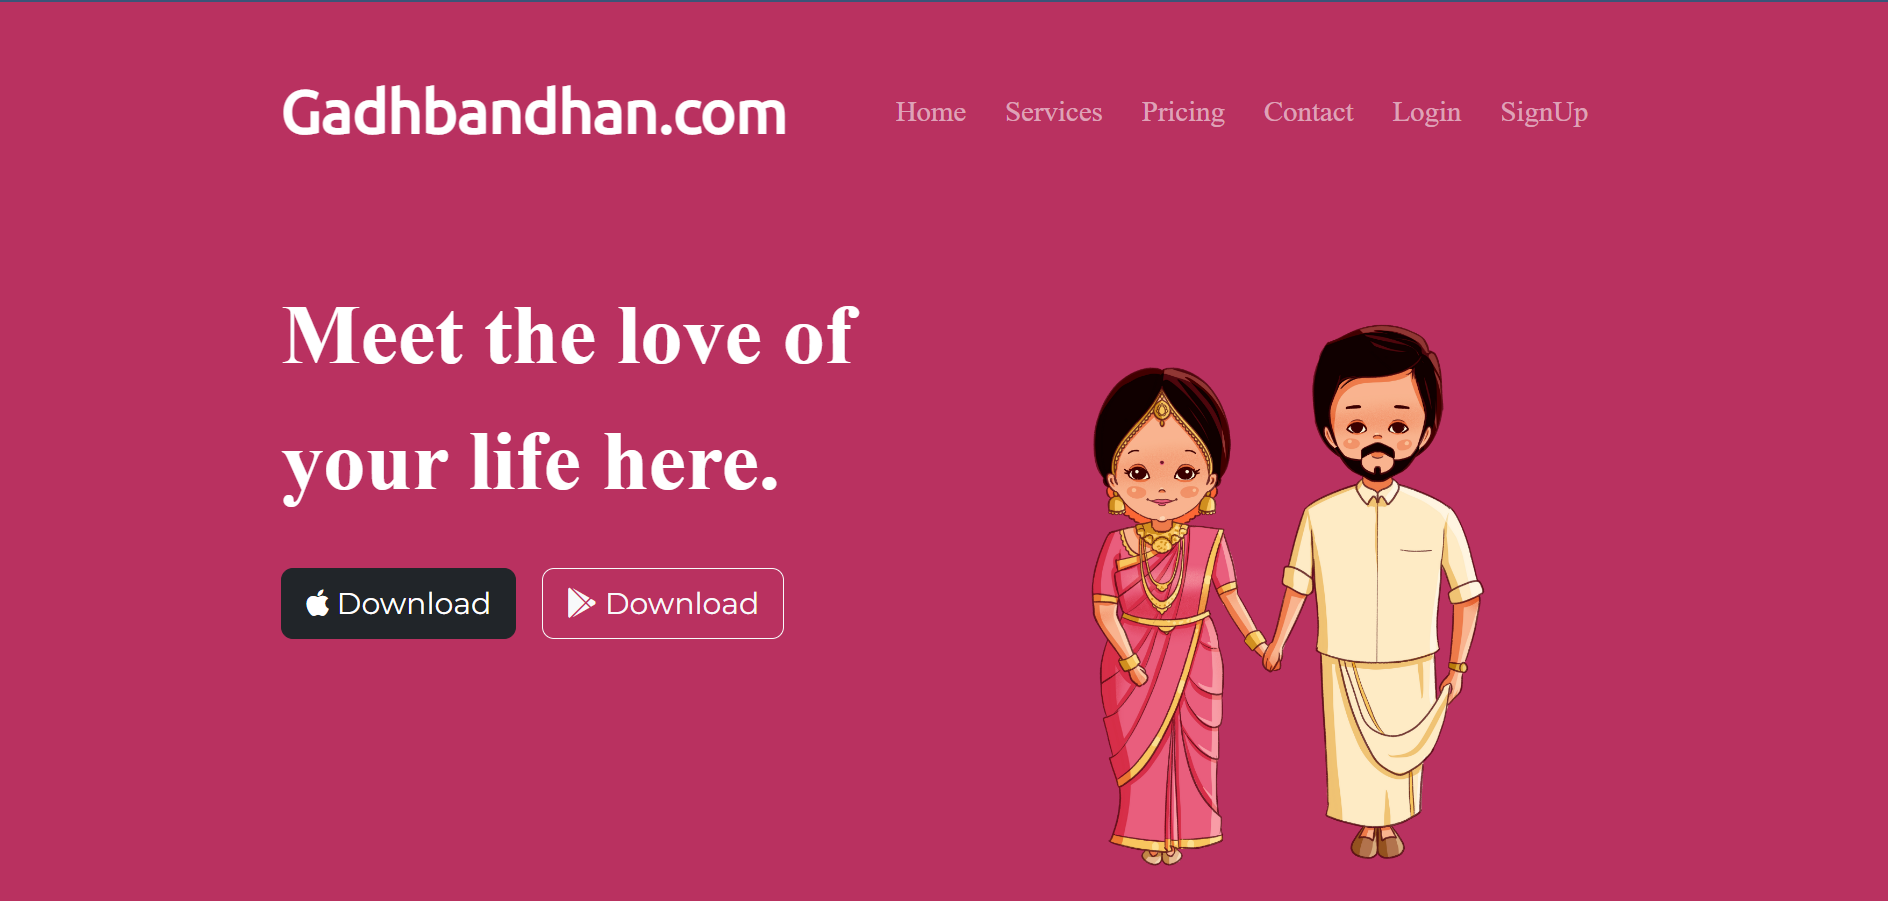 Gadhbandhan.com
Home Services Pricing Contact Login SignUp
Meet the love of
your life here.
Download Download